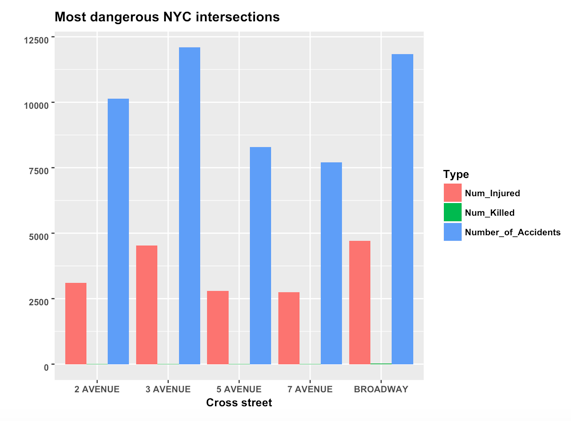 Most dangerous NYC intersections
12500
10000
7500
5000
2500
0
2 AVENUE
3 AVENUE
5 AVENUE
7 AVENUE
BROADWAY
Cross street
Type
Num_Injured
Num_Killed
Number_of_Accidents